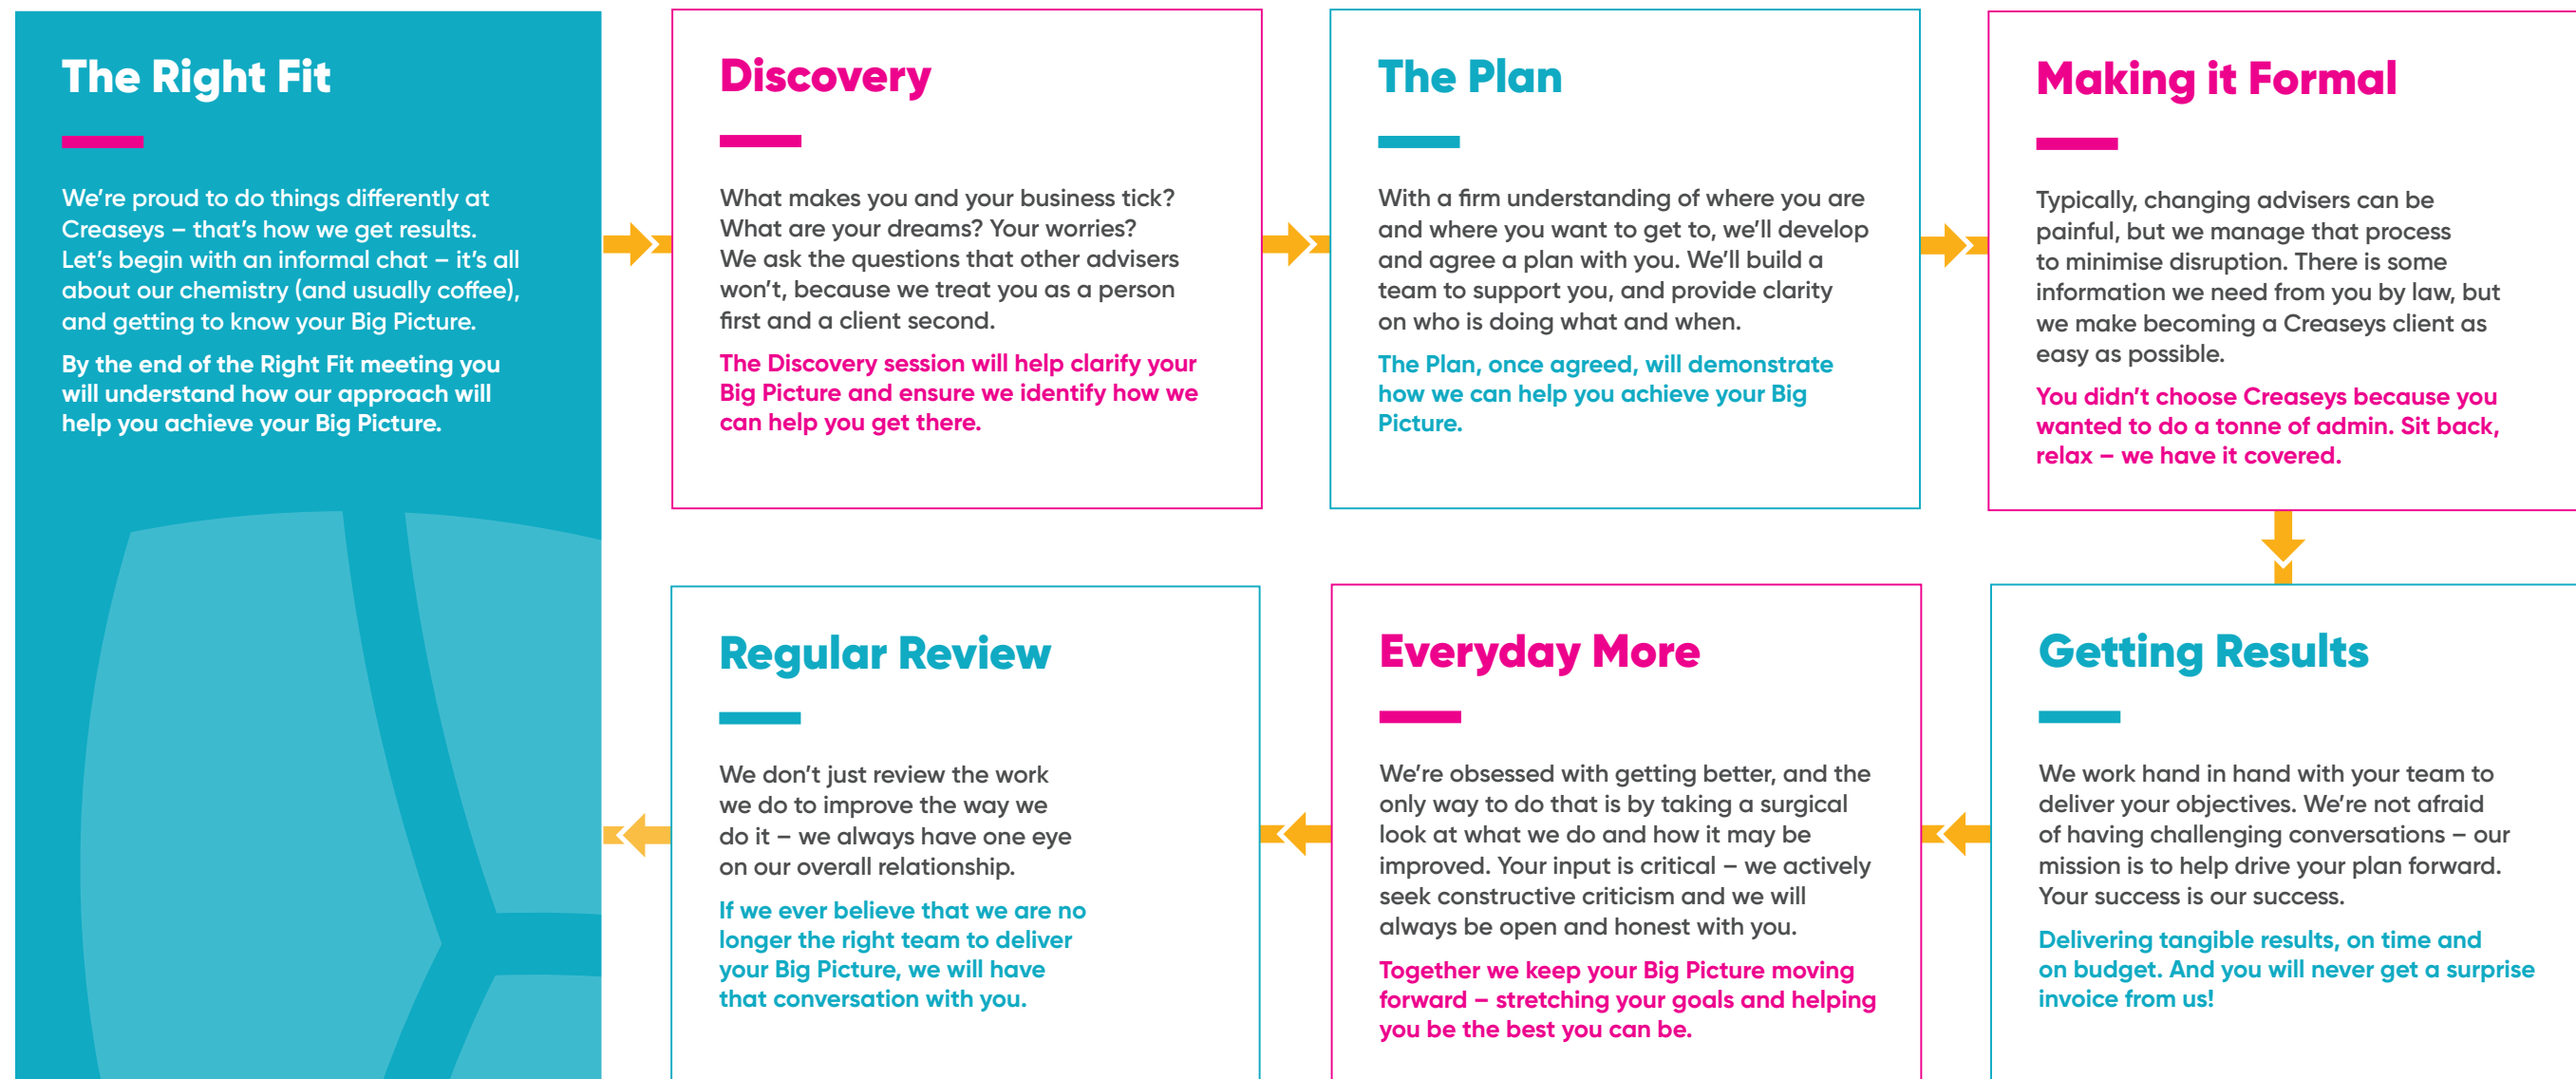 The Right Fit
We're proud to do things differently at
Creaseys – that's how we get results.
Let's begin with an informal chat – it's all
about our chemistry (and usually coffee),
and getting to know your Big Picture.
By the end of the Right Fit meeting you
will understand how our approach will
help you achieve your Big Picture.
Discovery
What makes you and your business tick?
What are your dreams? Your worries?
We ask the questions that other advisers
won't, because we treat you as a person
first and a client second.
The Discovery session will help clarify your
Big Picture and ensure we identify how we
can help you get there.
The Plan
With a firm understanding of where you are
and where you want to get to, we'll develop
and agree a plan with you. We'll build a
team to support you, and provide clarity
on who is doing what and when.
The Plan, once agreed, will demonstrate
how we can help you achieve your Big
Picture.
Making it Formal
Typically, changing advisers can be
painful, but we manage that process
to minimise disruption. There is some
information we need from you by law, but
we make becoming a Creaseys client as
easy as possible.
You didn't choose Creaseys because you
wanted to do a tonne of admin. Sit back,
relax – we have it covered.
Getting Results
We work hand in hand with your team to
deliver your objectives. We're not afraid
of having challenging conversations – our
mission is to help drive your plan forward.
Your success is our success.
Delivering tangible results, on time and
on budget. And you will never get a surprise
invoice from us!
Everyday More
We're obsessed with getting better, and the
only way to do that is by taking a surgical
look at what we do and how it may be
improved. Your input is critical – we actively
seek constructive criticism and we will
always be open and honest with you.
Together we keep your Big Picture moving
forward – stretching your goals and helping
you be the best you can be.
Regular Review
We don't just review the work
we do to improve the way we
do it – we always have one eye
on our overall relationship.
If we ever believe that we are no
longer the right team to deliver
your Big Picture, we will have
that conversation with you.